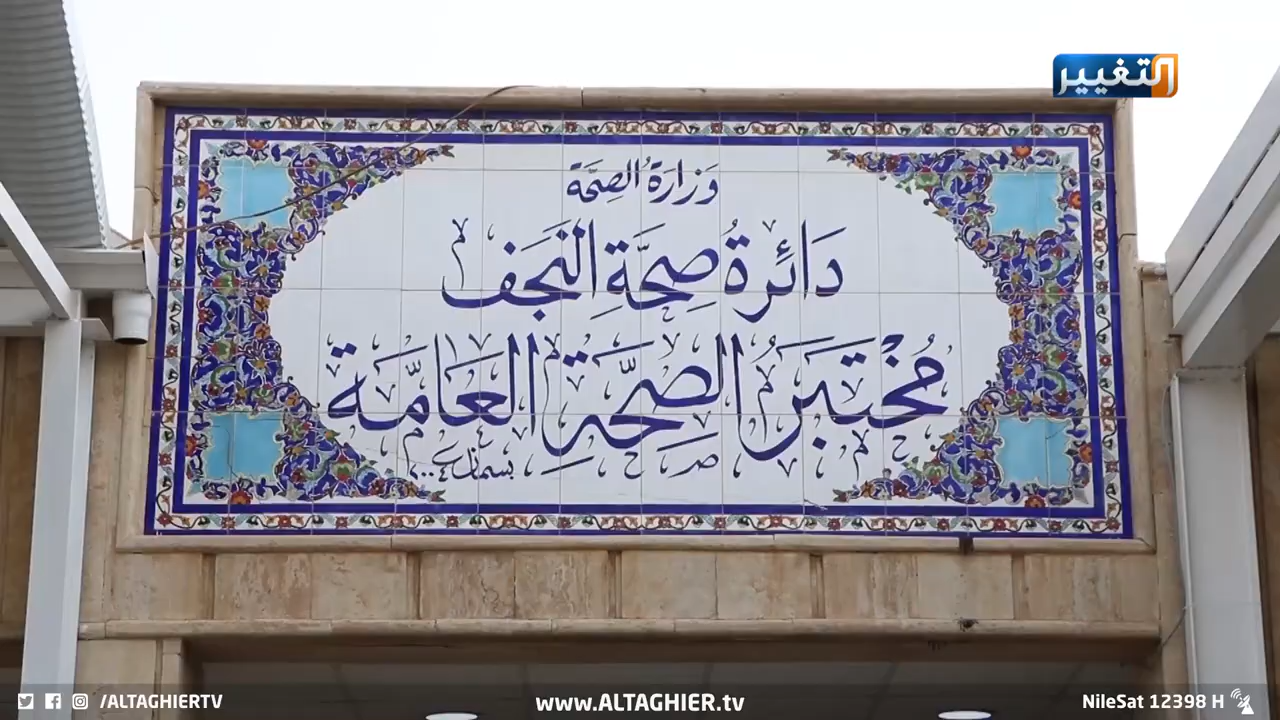 التغيير
وزارة الصحة
دائرة صحة النجف
مختبر الصحة العامة
/ALTAGHIERTV
www.ALTAGHIER.tv
NileSat 12398 H